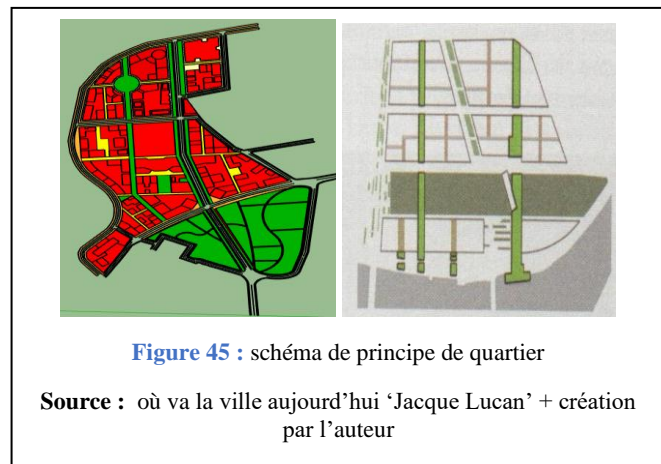 Figure 45 : schéma de principe de quartier
Source : où va la ville aujourd’hui ‘Jacque Lucan’ + création
par l’auteur